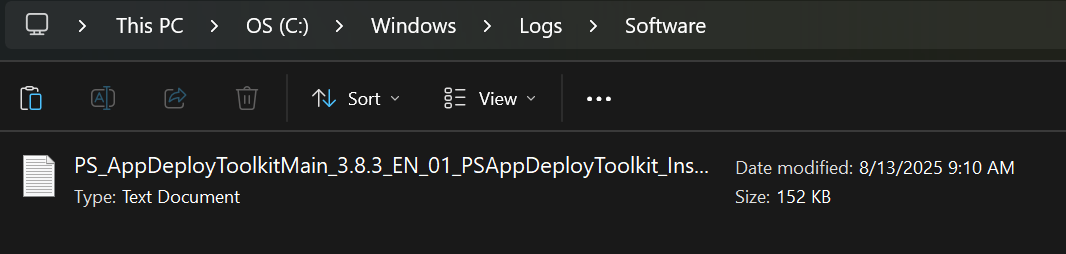 This PC > OS (C:) > Windows > Logs > Software
Sort View
PS_AppDeployToolkitMain_3.8.3_EN_01_PSAppDeployToolkit_Ins...
Date modified: 8/13/2025 9:10 AM
Type: Text Document
Size: 152 KB